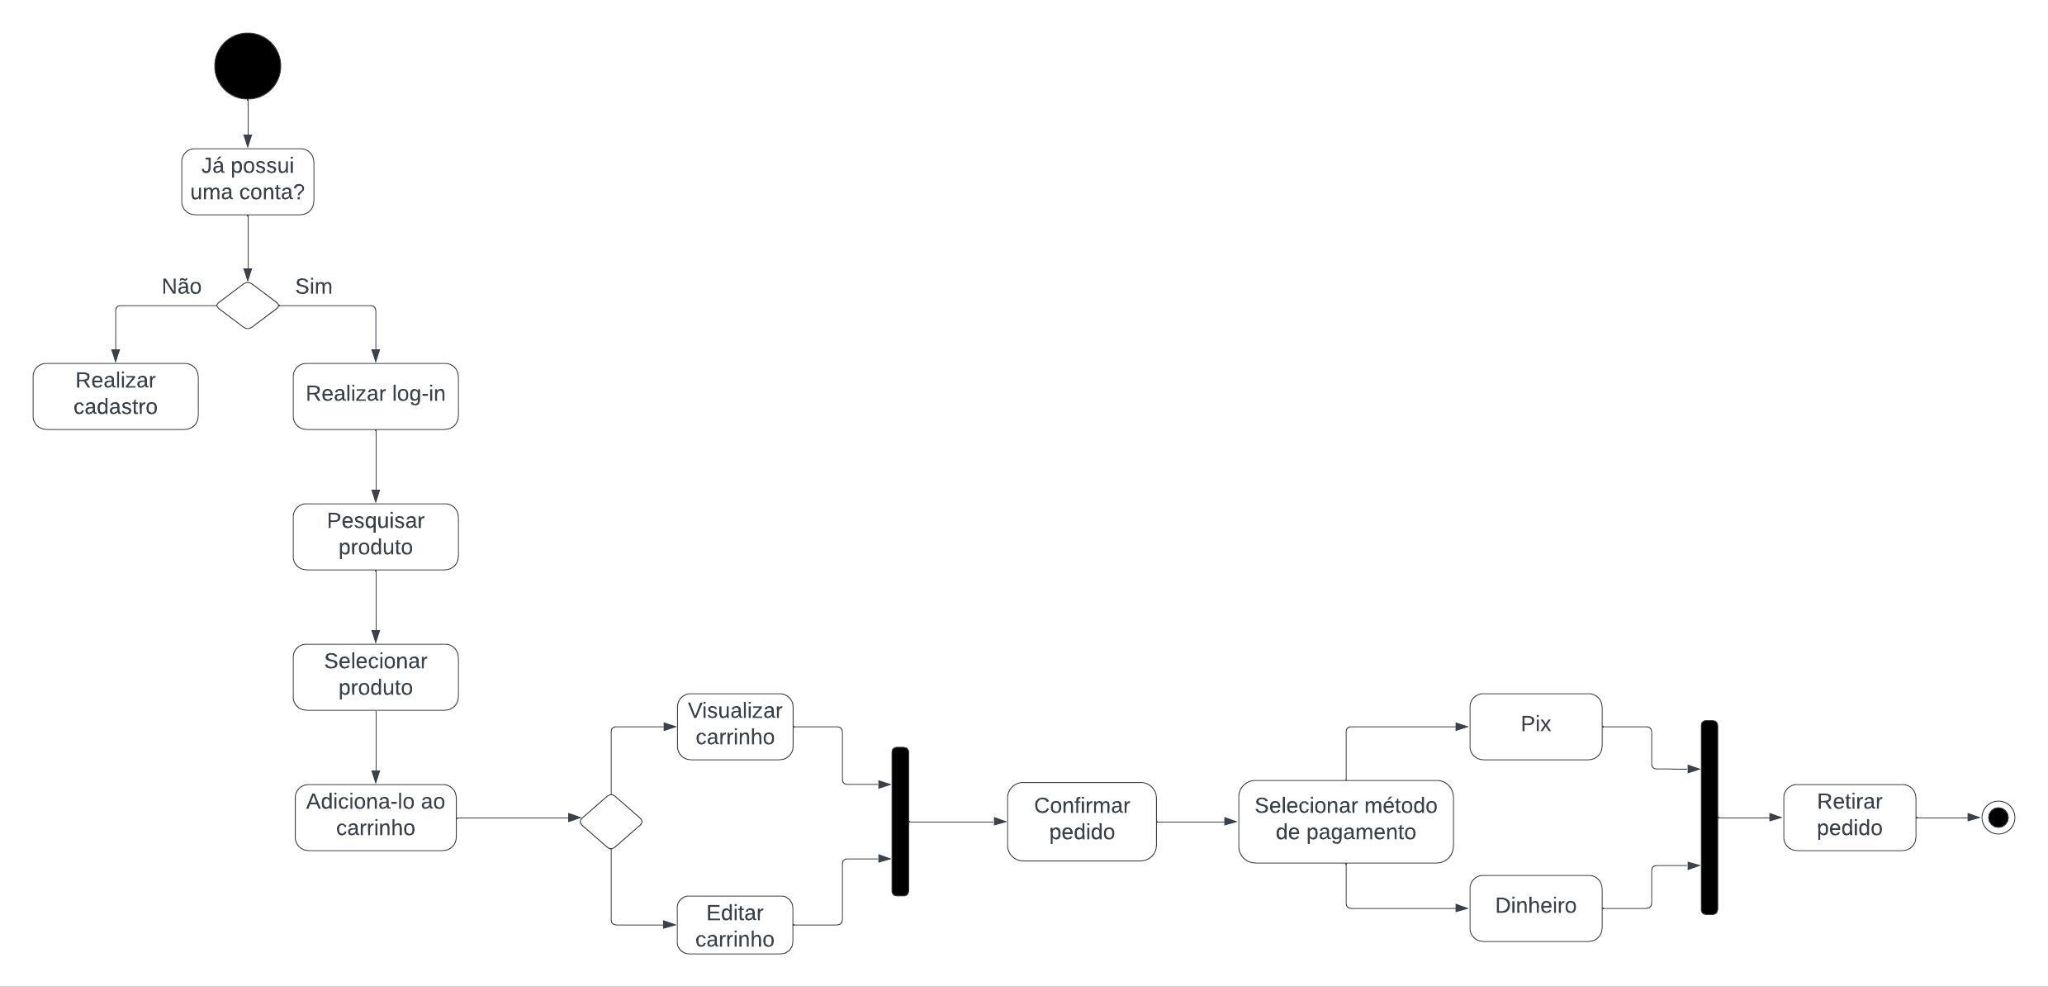 Já possui
uma conta?
Não
Sim
Realizar
cadastro
Realizar log-in
Pesquisar
produto
Selecionar
produto
Adiciona-lo ao
carrinho
Visualizar
carrinho
Editar
carrinho
Confirmar
pedido
Selecionar método
de pagamento
Pix
Dinheiro
Retirar
pedido